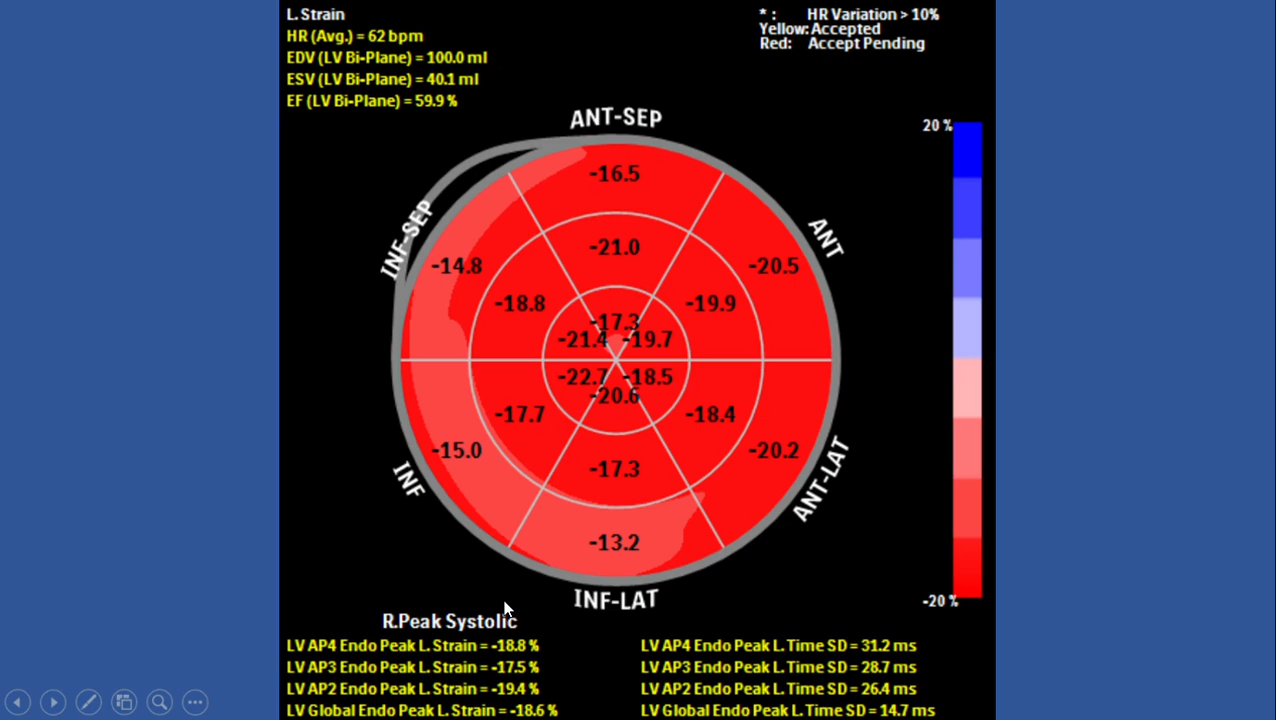 L. Strain
HR (Avg.) = 62 bpm
EDV (LV Bi-Plane) = 100.0 ml
ESV (LV Bi-Plane) = 40.1 ml
EF (LV Bi-Plane) = 59.9 %
* : HR Variation > 10%
Yellow: Accepted
Red: Accept Pending
20 %
ANT-SEP
-16.5
INF-SEP
ANT
-21.0
-14.8
-20.5
-18.8
-19.9
-17.3
-21.4
-19.7
-22.7
-18.5
-20.6
-17.7
-18.4
-15.0
-20.2
-17.3
INF
ANT-LAT
-13.2
INF-LAT
-20 %
R.Peak Systolic
LV AP4 Endo Peak L. Strain = -18.8 %
LV AP3 Endo Peak L. Strain = -17.5 %
LV AP2 Endo Peak L. Strain = -19.4 %
LV Global Endo Peak L. Strain = -18.6 %
LV AP4 Endo Peak L. Time SD = 31.2 ms
LV AP3 Endo Peak L. Time SD = 28.7 ms
LV AP2 Endo Peak L. Time SD = 26.4 ms
LV Global Endo Peak L. Time SD = 14.7 ms